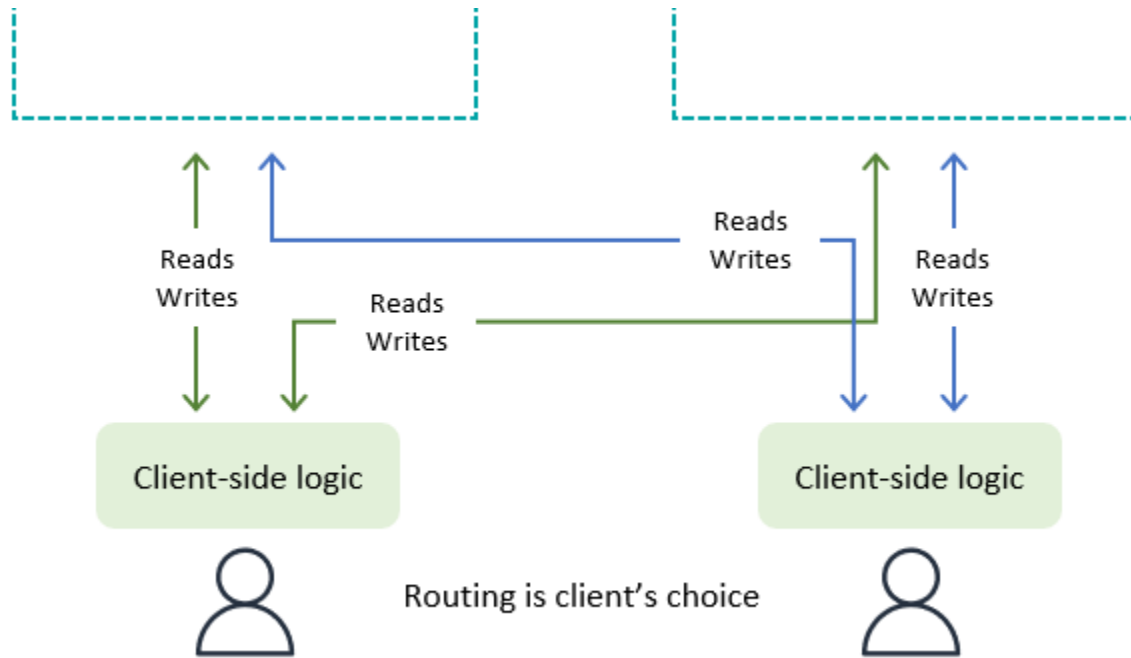 Reads
Writes
Reads
Writes
Reads
Writes
Reads
Writes
Client-side logic
Client-side logic
Routing is client’s choice